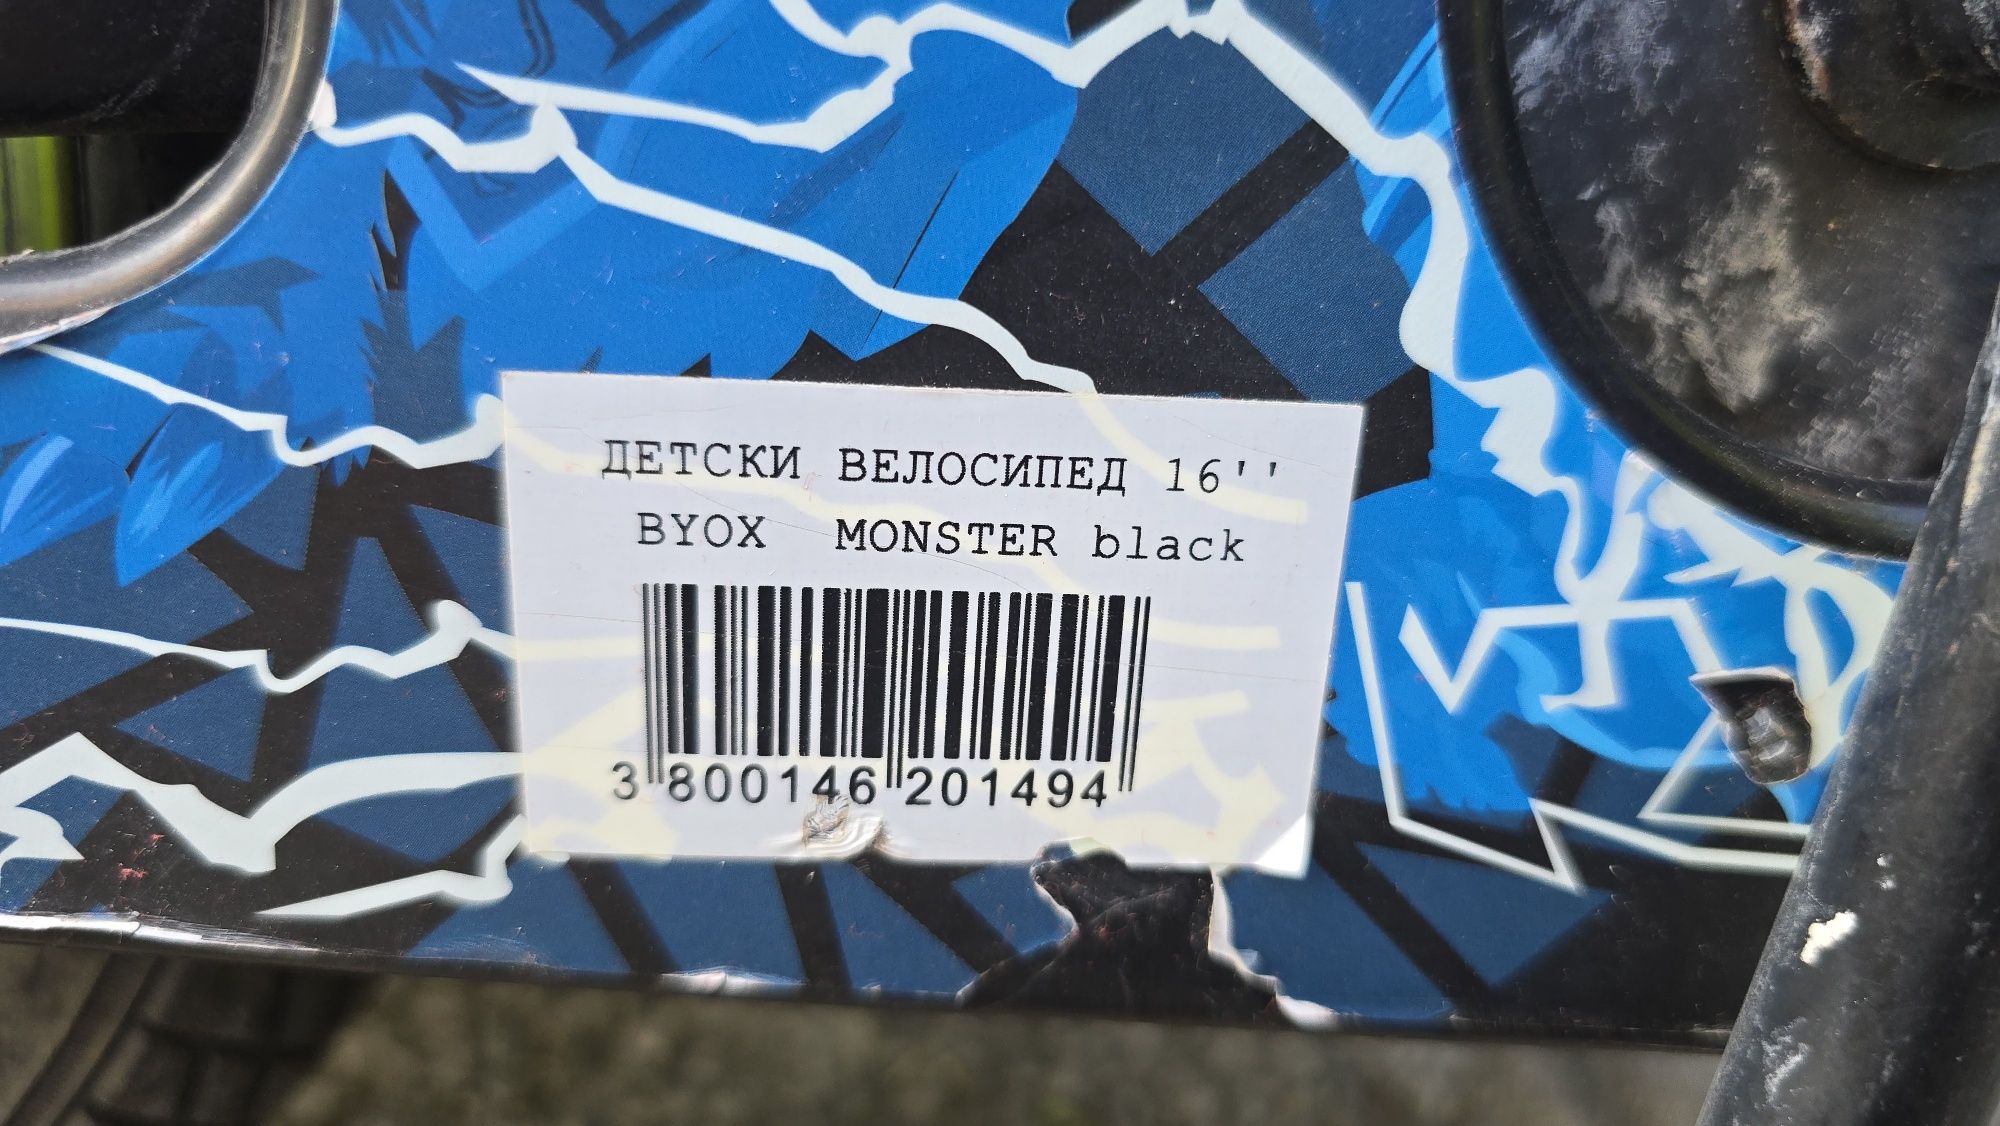 ДЕТСКИ ВЕЛОСИПЕД 16''
BYOX MONSTER black
3 800146 201494